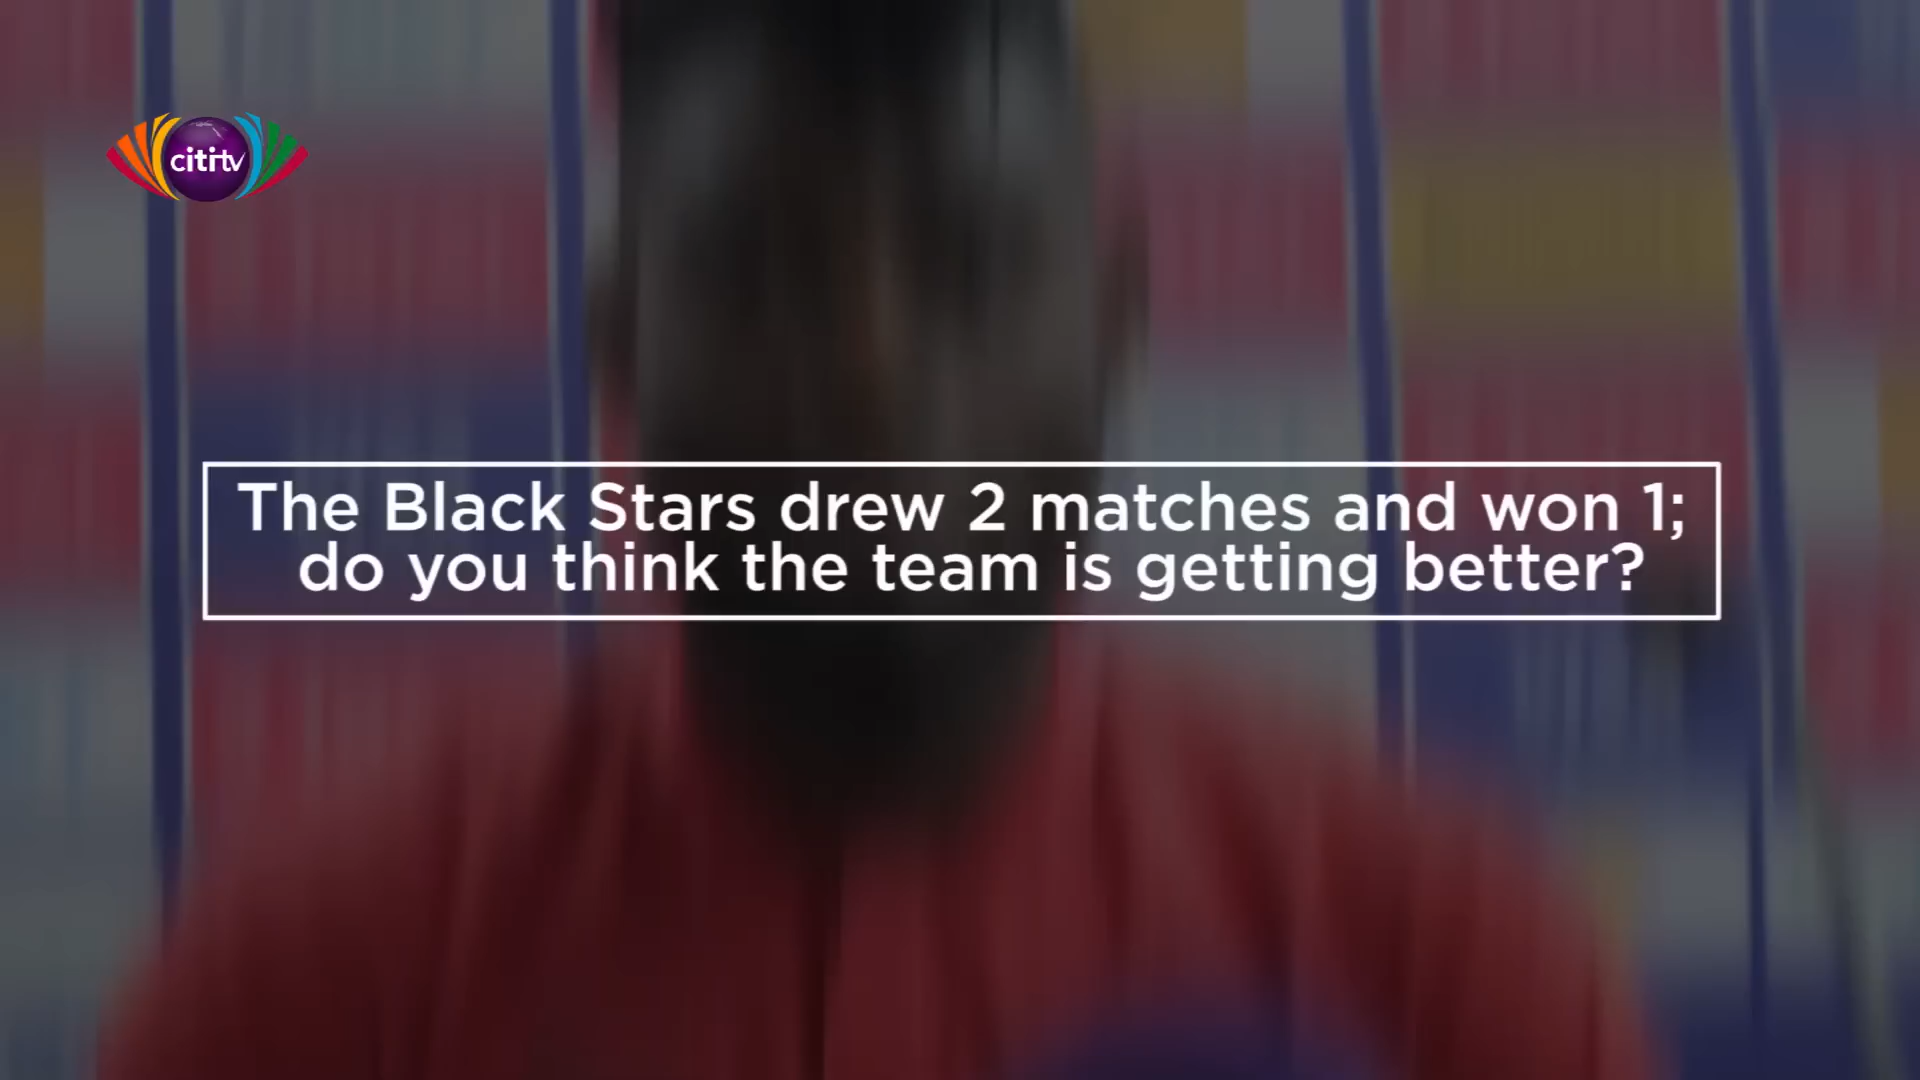 citi tv
The Black Stars drew 2 matches and won 1;
do you think the team is getting better?